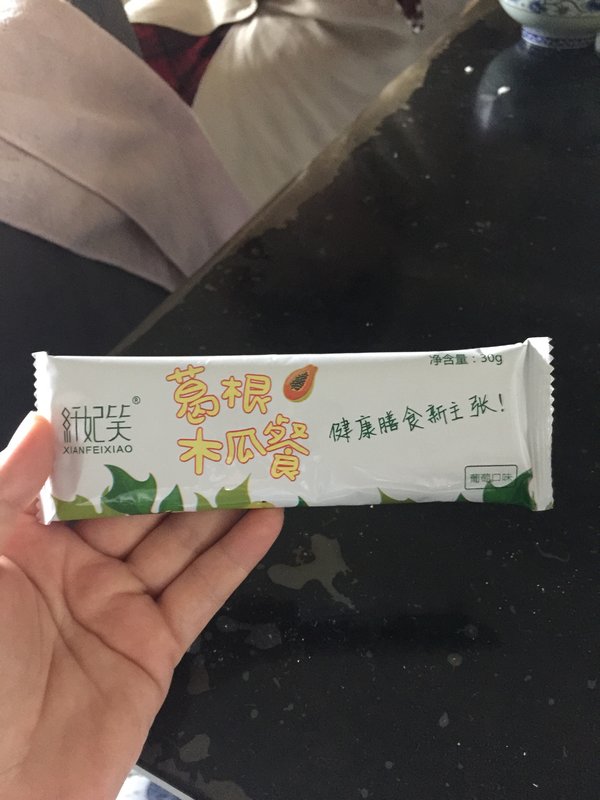 纤妃笑®
XIANFEIXIAO
葛根
木瓜餐
净含量：30g
健康膳食新主张！
葡萄口味